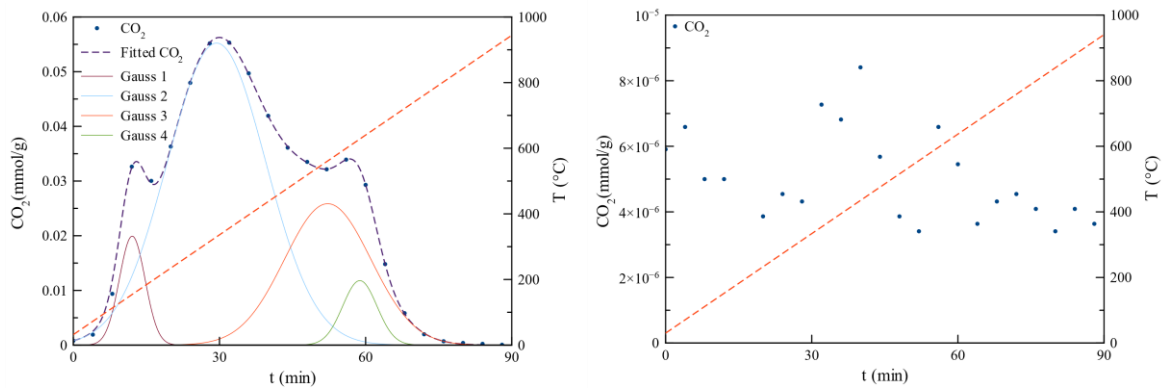 0.06
0.05
0.04
0.03
0.02
0.01
0
CO₂(mmol/g)
CO₂
Fitted CO₂
Gauss 1
Gauss 2
Gauss 3
Gauss 4
1000
800
600
400
200
0
T (°C)
0
30
60
90
t (min)
10⁻⁵
8×10⁻⁶
6×10⁻⁶
4×10⁻⁶
2×10⁻⁶
0
CO₂(mmol/g)
CO₂
1000
800
600
400
200
0
T (°C)
0
30
60
90
t (min)